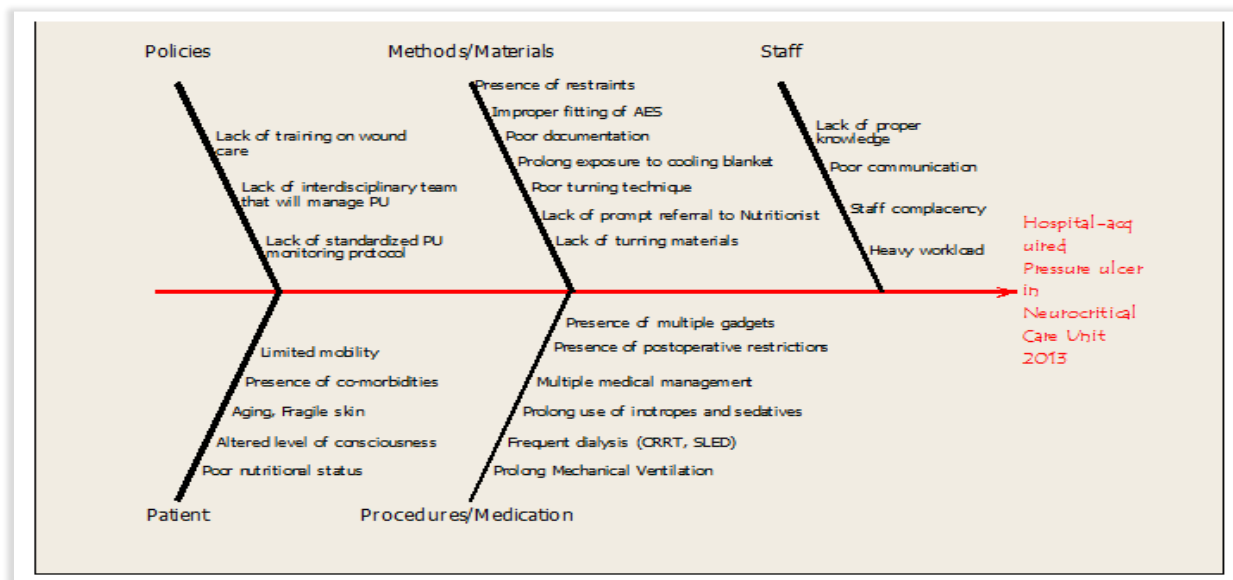 Policies
Methods/Materials
Staff
Presence of restraints
Improper fitting of AES
Lack of training on wound
care
Poor documentation
Lack of proper
knowledge
Prolong exposure to cooling blanket
Poor communication
Lack of interdisciplinary team
that will manage PU
Poor turning technique
Lack of prompt referral to Nutritionist
Staff complacency
Lack of standardized PU
monitoring protocol
Lack of turning materials
Heavy workload
Hospital-acq
uired
Pressure ulcer
in
Neurocritical
Care Unit
2013
Limited mobility
Presence of co-morbidities
Aging, Fragile skin
Altered level of consciousness
Poor nutritional status
Patient
Presence of multiple gadgets
Presence of postoperative restrictions
Multiple medical management
Prolong use of inotropes and sedatives
Frequent dialysis (CRRT, SLED)
Prolong Mechanical Ventilation
Procedures/Medication